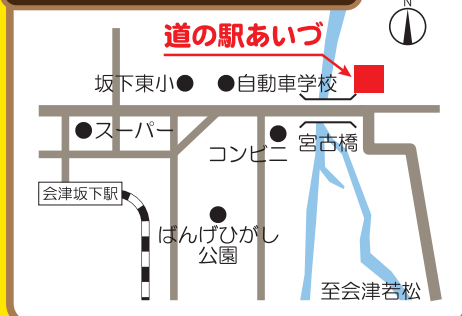 N
道の駅あいづ
坂下東小
自動車学校
スーパー
コンビニ
宮古橋
会津坂下駅
ばんげひがし
公園
至会津若松